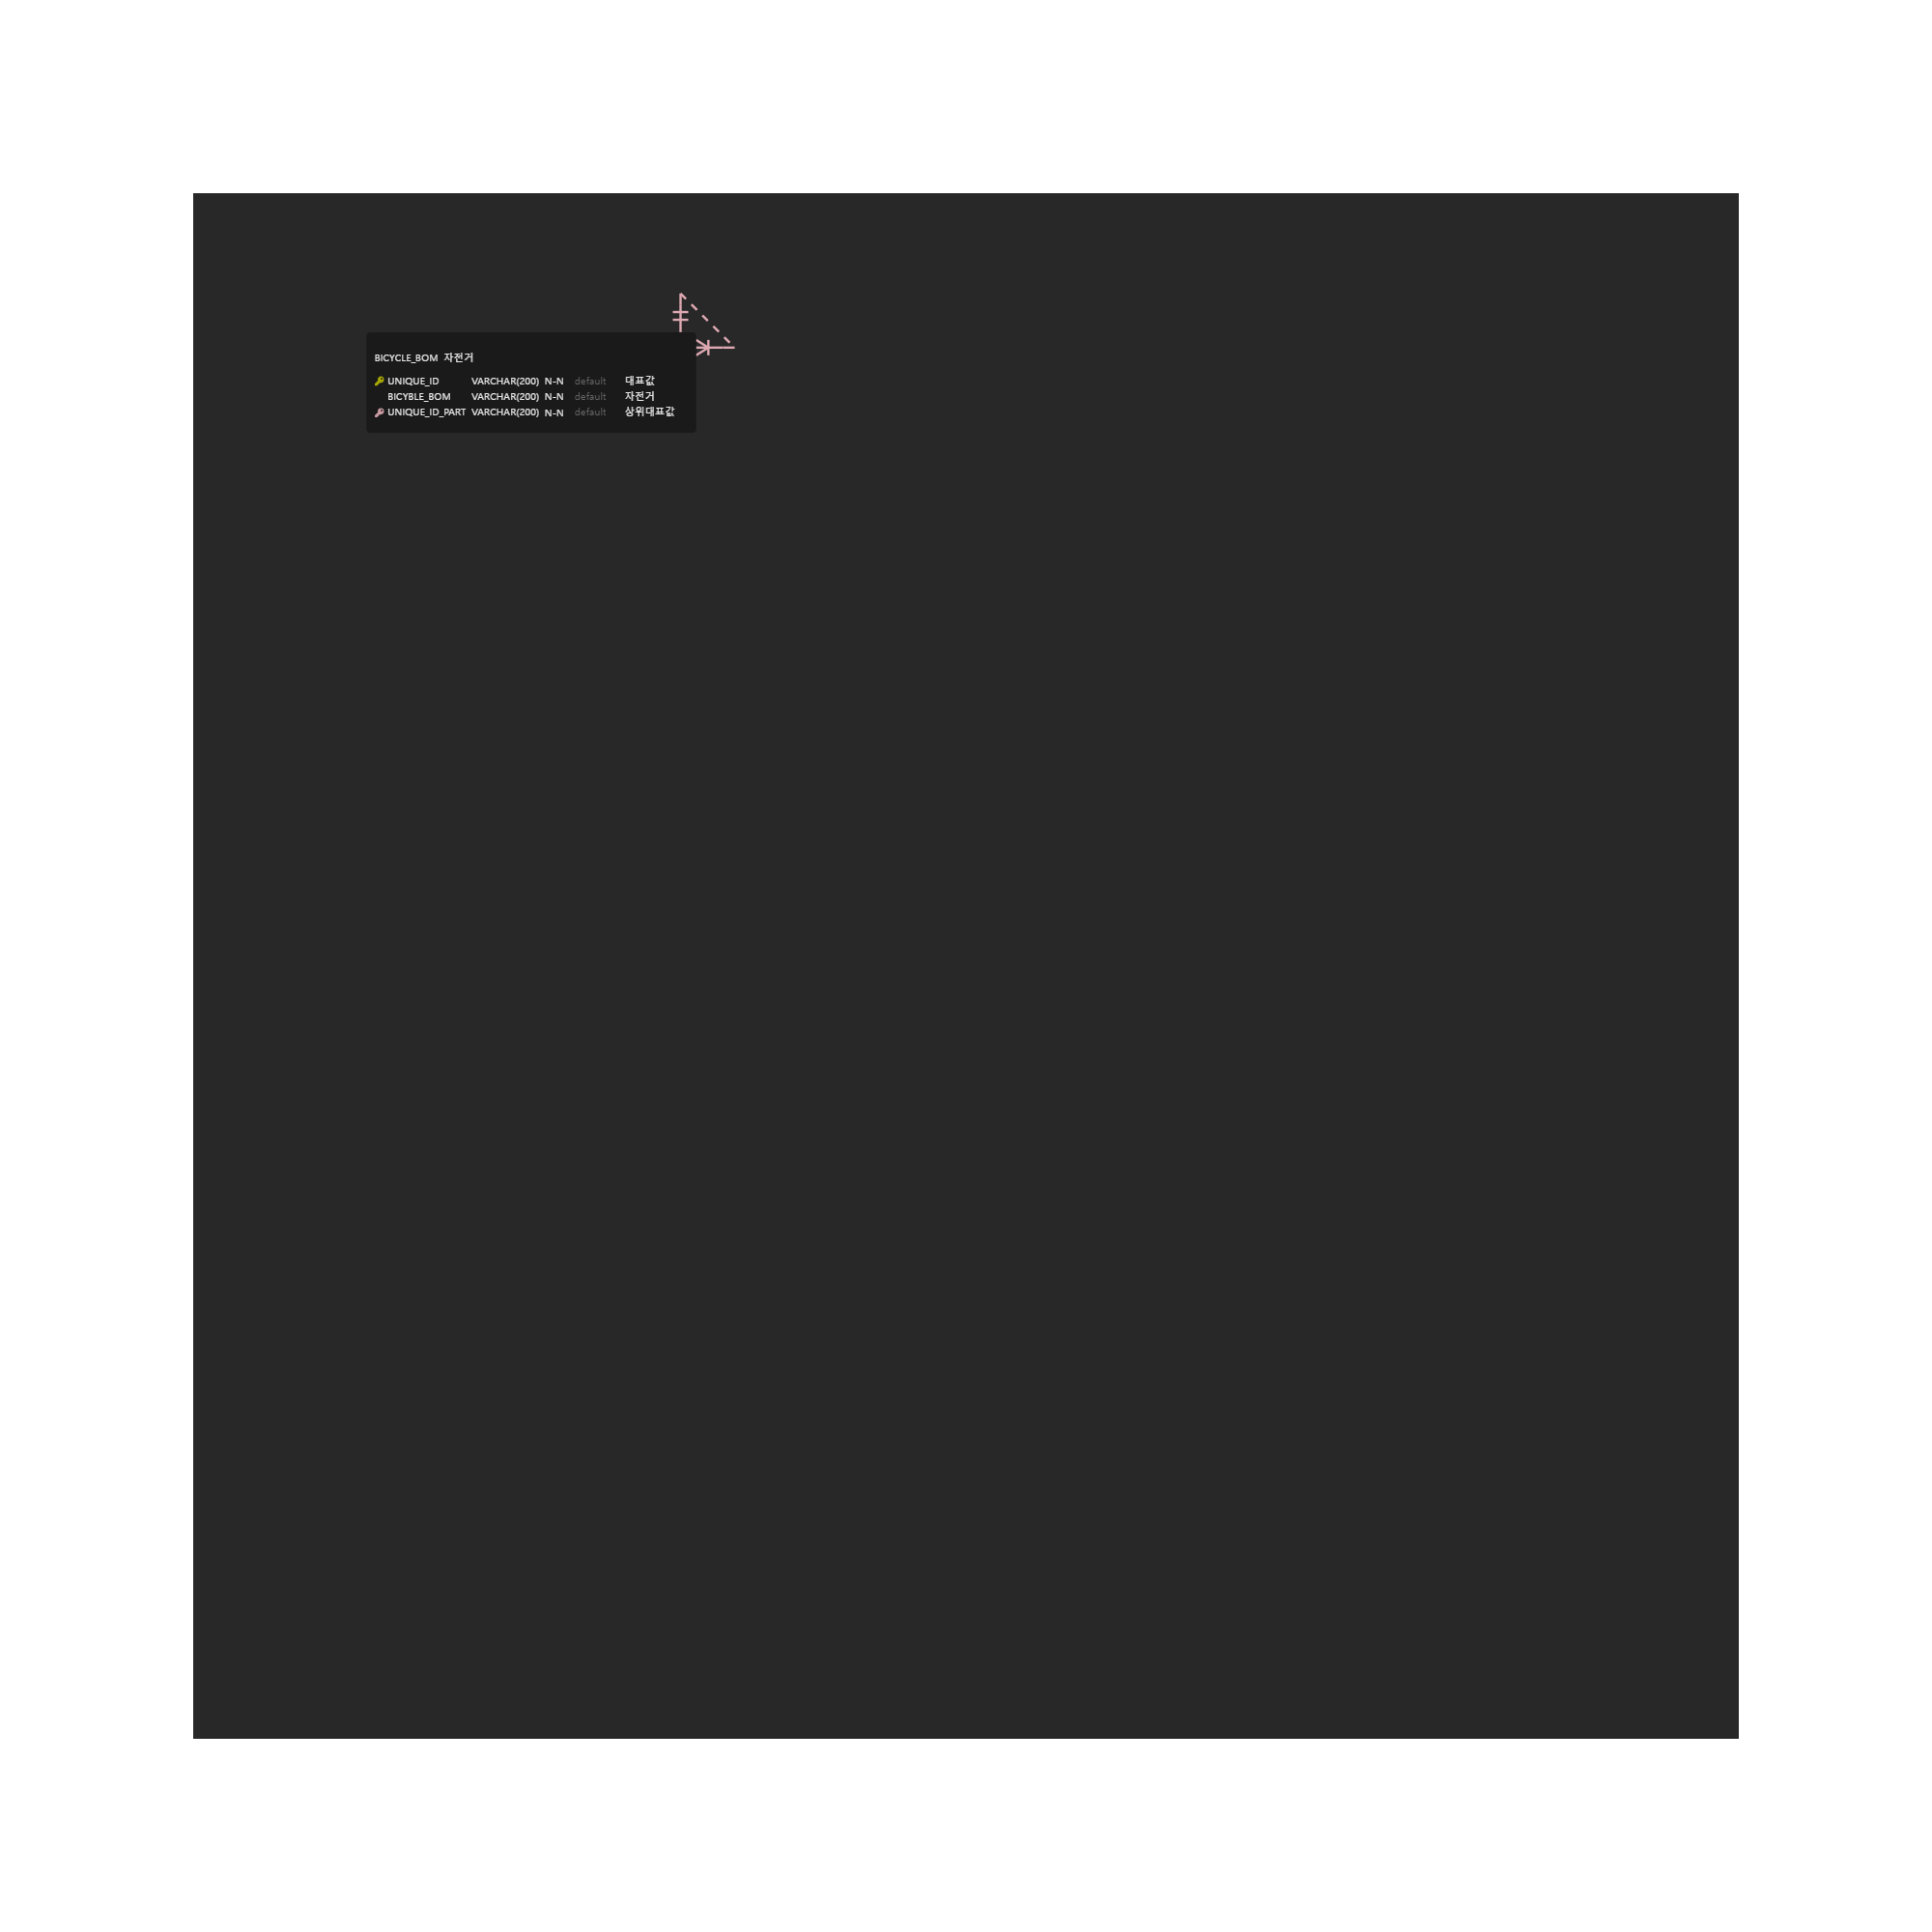 BICYCLE_BOM 자전거
UNIQUE_ID VARCHAR(200) N-N default 대표값
BICYBLE_BOM VARCHAR(200) N-N default 자전거
UNIQUE_ID_PART VARCHAR(200) N-N default 상위대표값